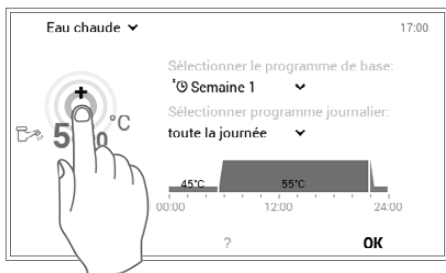 Eau chaude
17:00
Sélectionner le programme de base:
Semaine 1
Sélectionner programme journalier:
toute la journée
+
°C
45°C
55°C
00:00
12:00
24:00
?
OK